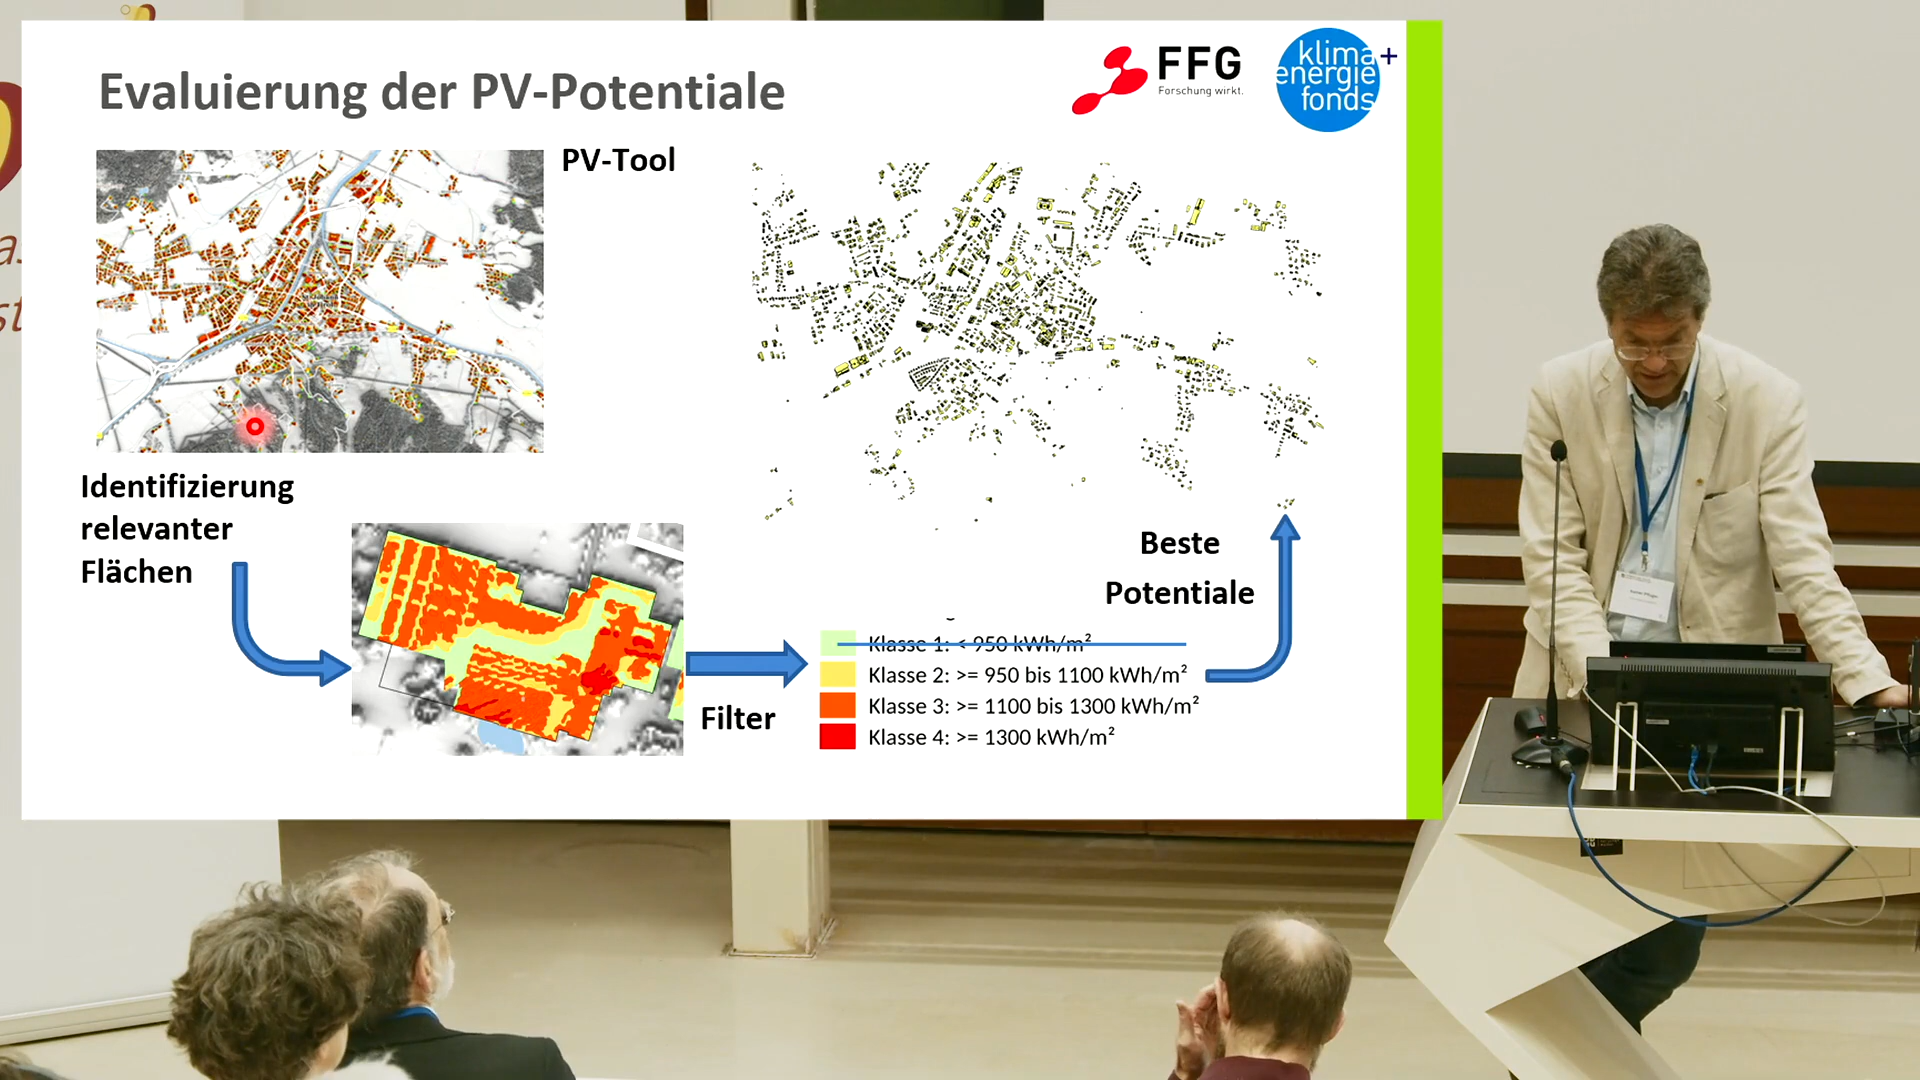 Evaluierung der PV-Potentiale
FFG
Forschung wirkt.
klima+
energie
fonds
PV-Tool
Identifizierung
relevanter
Flächen
Beste
Potentiale
Filter
Klasse 1: < 950 kWh/m²
Klasse 2: >= 950 bis 1100 kWh/m²
Klasse 3: >= 1100 bis 1300 kWh/m²
Klasse 4: >= 1300 kWh/m²